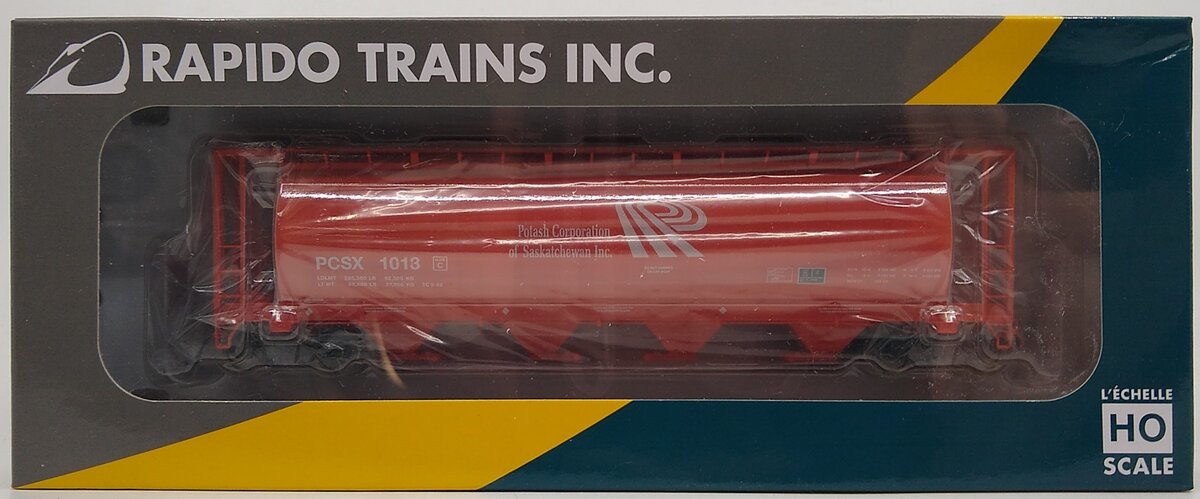 RAPIDO TRAINS INC.
Potash Corporation
of Saskatchewan Inc.
PCSX 1013
C
L'ÉCHELLE
HO
SCALE